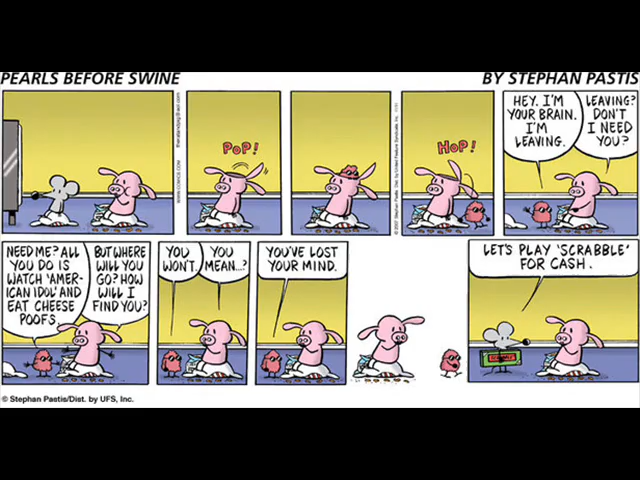 PEARLS BEFORE SWINE
BY STEPHAN PASTIS
POP!
HOP!
HEY. I'M
YOUR BRAIN.
I'M
LEAVING.
LEAVING?
DON'T
I NEED
YOU?
NEED ME? ALL
YOU DO IS
WATCH 'AMER-
ICAN IDOL' AND
EAT CHEESE
POOFS
BUT WHERE
WILL YOU
GO? HOW
WILL I
FIND YOU?
YOU
WON'T.
YOU
MEAN...?
YOU'VE LOST
YOUR MIND.
LET'S PLAY 'SCRABBLE'
FOR CASH.
© Stephan Pastis/Dist. by UFS, Inc.